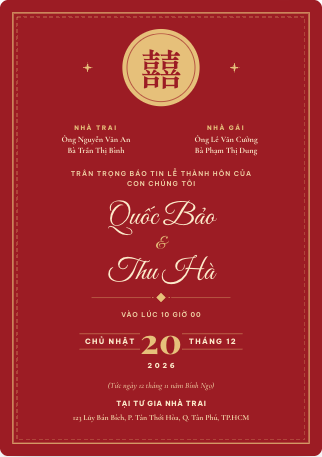 囍
NHÀ TRAI
Ông Nguyễn Văn An
Bà Trần Thị Bình
NHÀ GÁI
Ông Lê Văn Cường
Bà Phạm Thị Dung
TRÂN TRỌNG BÁO TIN LỄ THÀNH HÔN CỦA
CON CHÚNG TÔI
Quốc Bảo
&
Thu Hà
VÀO LÚC 10 GIỜ 00
CHỦ NHẬT 20 THÁNG 12
2026
(Tức ngày 12 tháng 11 năm Bính Ngọ)
TẠI TƯ GIA NHÀ TRAI
123 Lũy Bán Bích, P. Tân Thới Hòa, Q. Tân Phú, TP.HCM